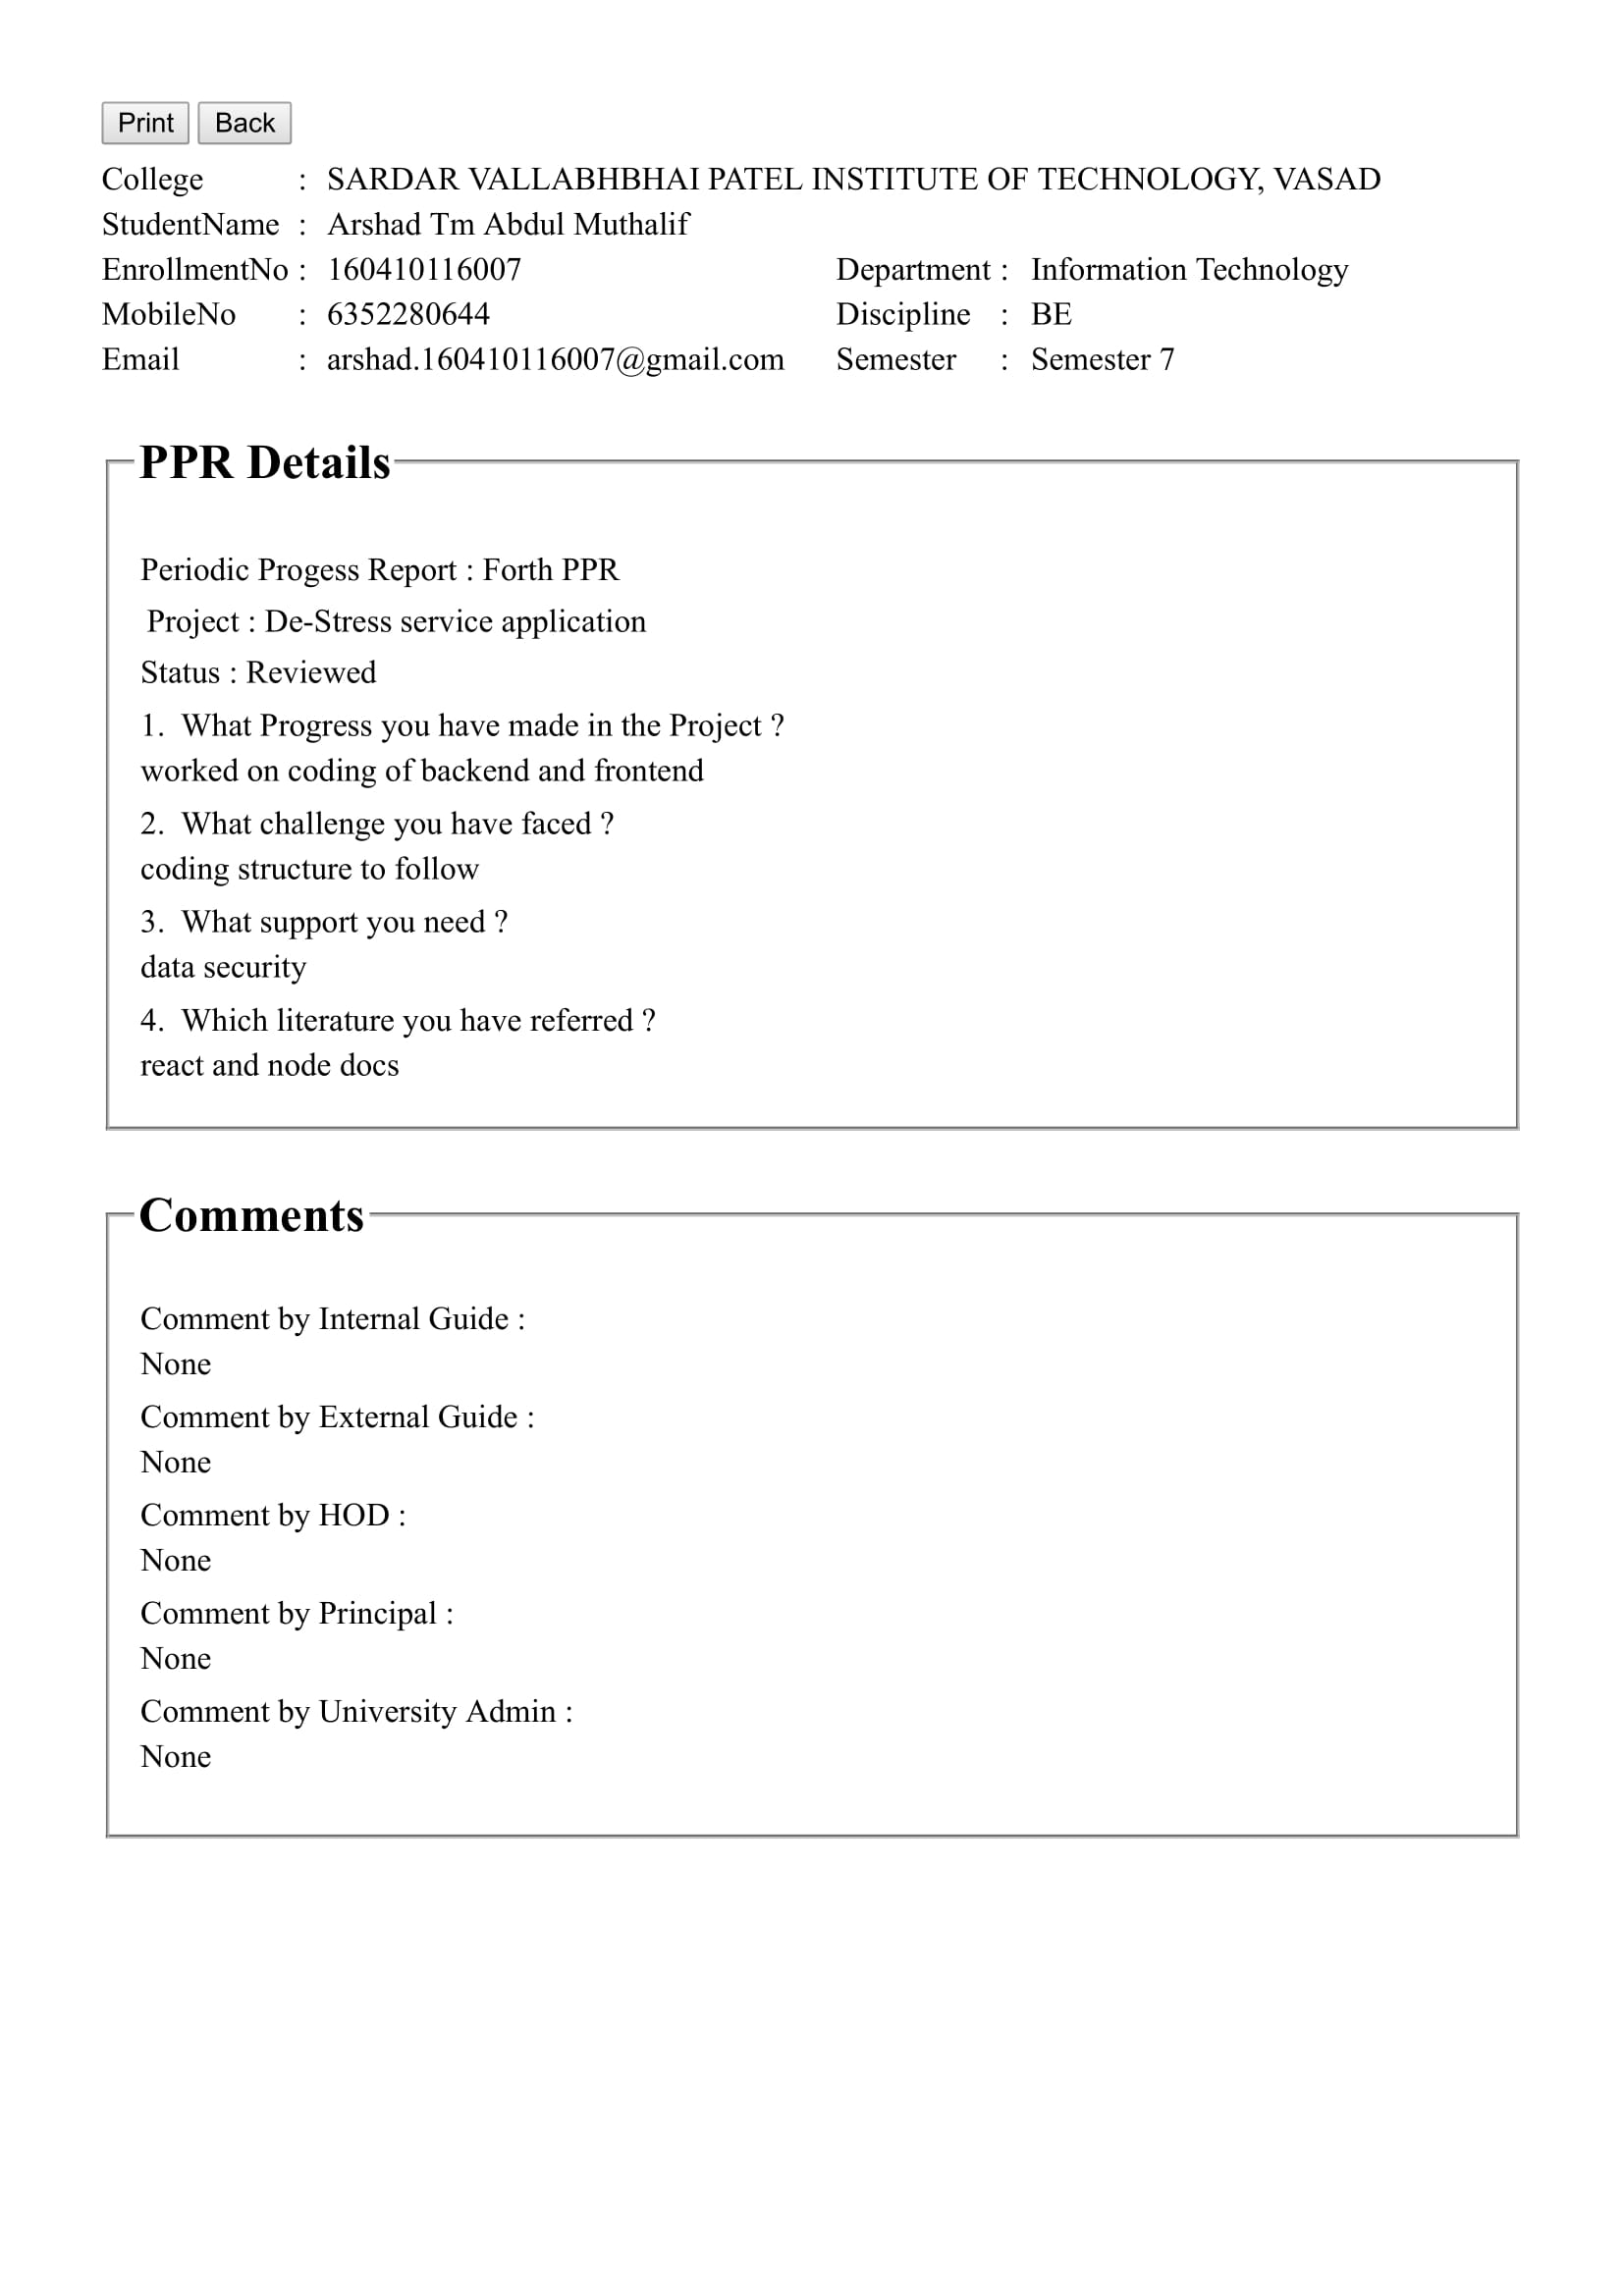 Print Back
College : SARDAR VALLABHBHAI PATEL INSTITUTE OF TECHNOLOGY, VASAD
StudentName : Arshad Tm Abdul Muthalif
EnrollmentNo : 160410116007 Department : Information Technology
MobileNo : 6352280644 Discipline : BE
Email : arshad.160410116007@gmail.com Semester : Semester 7
PPR Details
Periodic Progess Report : Forth PPR
Project : De-Stress service application
Status : Reviewed
1. What Progress you have made in the Project ?
worked on coding of backend and frontend
2. What challenge you have faced ?
coding structure to follow
3. What support you need ?
data security
4. Which literature you have referred ?
react and node docs
Comments
Comment by Internal Guide :
None
Comment by External Guide :
None
Comment by HOD :
None
Comment by Principal :
None
Comment by University Admin :
None